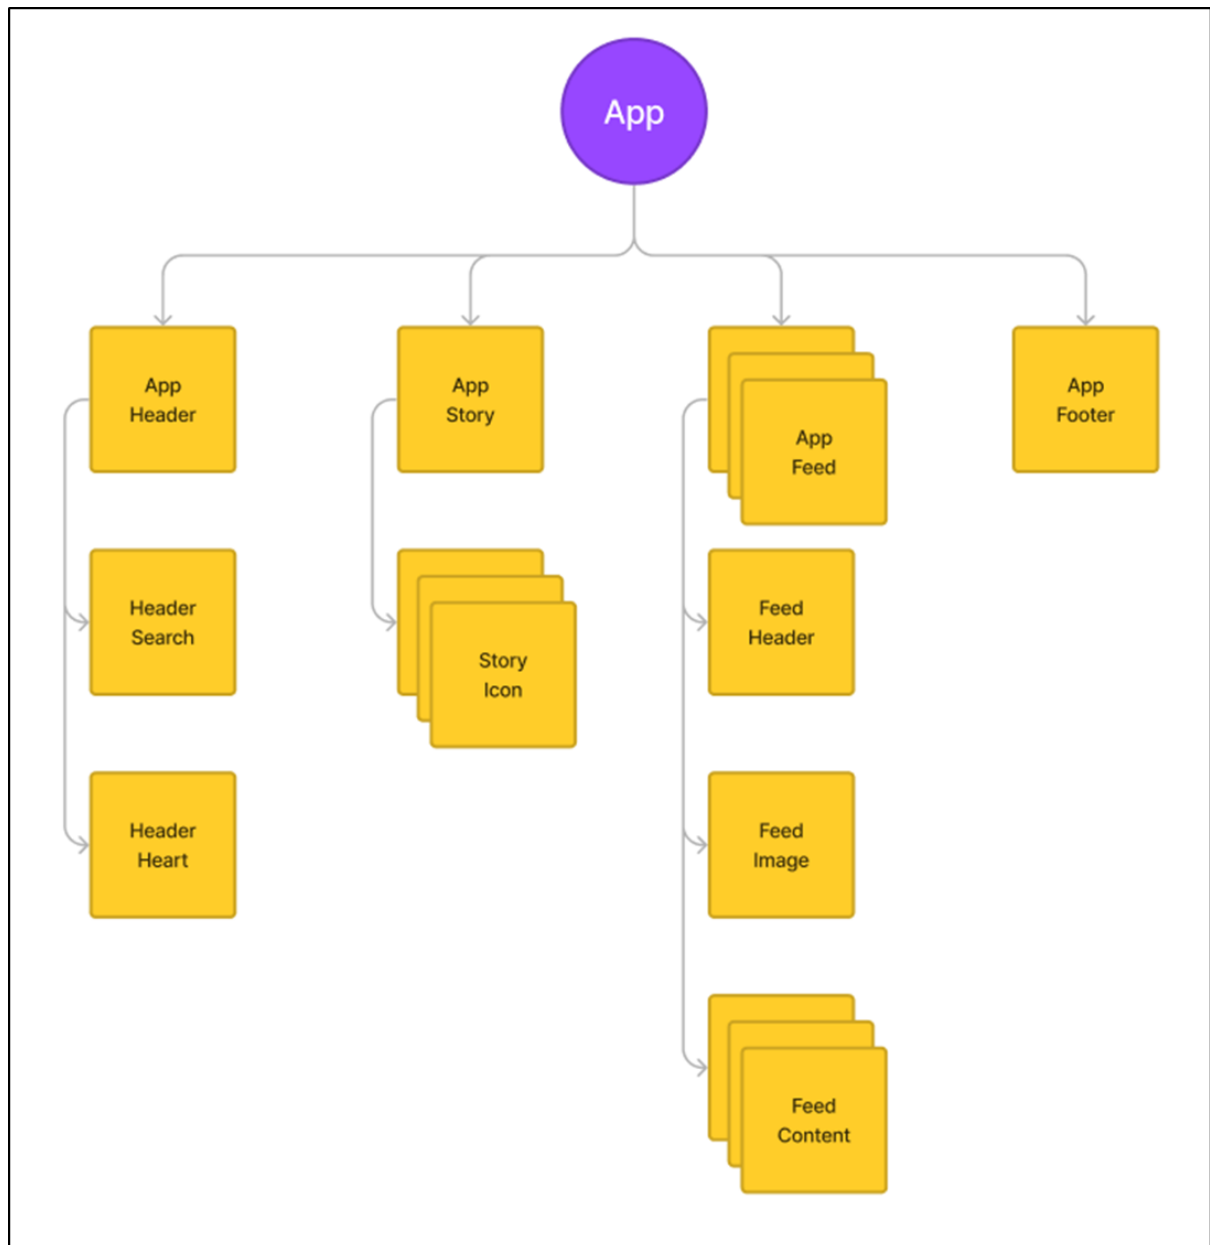 App
App
Header
App
Story
App
Feed
App
Footer
Header
Search
Story
Icon
Feed
Header
Header
Heart
Feed
Image
Feed
Content